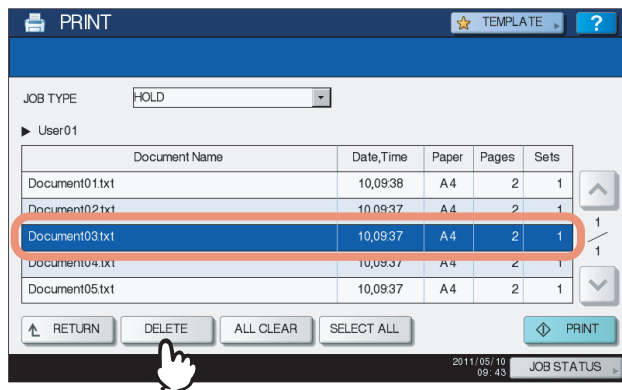 PRINT TEMPLATE ?
JOB TYPE HOLD
User01
Document Name Date,Time Paper Pages Sets
Document01.txt 10,09:38 A4 2 1
Document02.txt 10,09:37 A4 2 1
Document03.txt 10,09:37 A4 2 1
Document04.txt 10,09:37 A4 2 1
Document05.txt 10,09:37 A4 2 1
1
1
RETURN DELETE ALL CLEAR SELECT ALL PRINT
2011/05/10
09:43 JOB STATUS